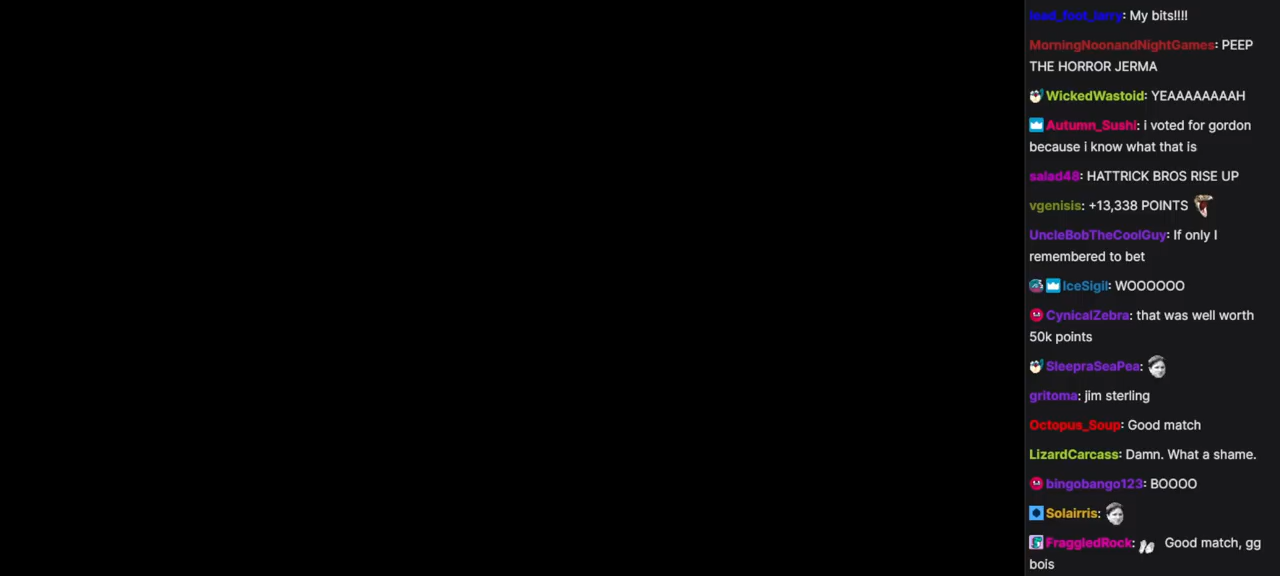 mad_foot_larry: My bits!!!!
MorningNoonandNightGames: PEEP
THE HORROR JERMA
WickedWastoid: YEAAAAAAAAH
Autumn_Sushi: i voted for gordon
because i know what that is
salad48: HATTRICK BROS RISE UP
vgenisis: +13,338 POINTS
UncleBobTheCoolGuy: If only I
remembered to bet
IceSigil: WOOOOOO
CynicalZebra: that was well worth
50k points
SleepraSeaPea:
gritoma: jim sterling
Octopus_Soup: Good match
LizardCarcass: Damn. What a shame.
bingobango123: BOOOO
Solairris:
FraggledRock: Good match, gg
bois